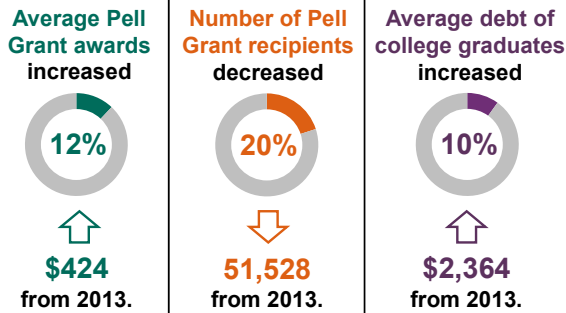 Average Pell
Grant awards
increased
12%
$424
from 2013.
Number of Pell
Grant recipients
decreased
20%
51,528
from 2013.
Average debt of
college graduates
increased
10%
$2,364
from 2013.